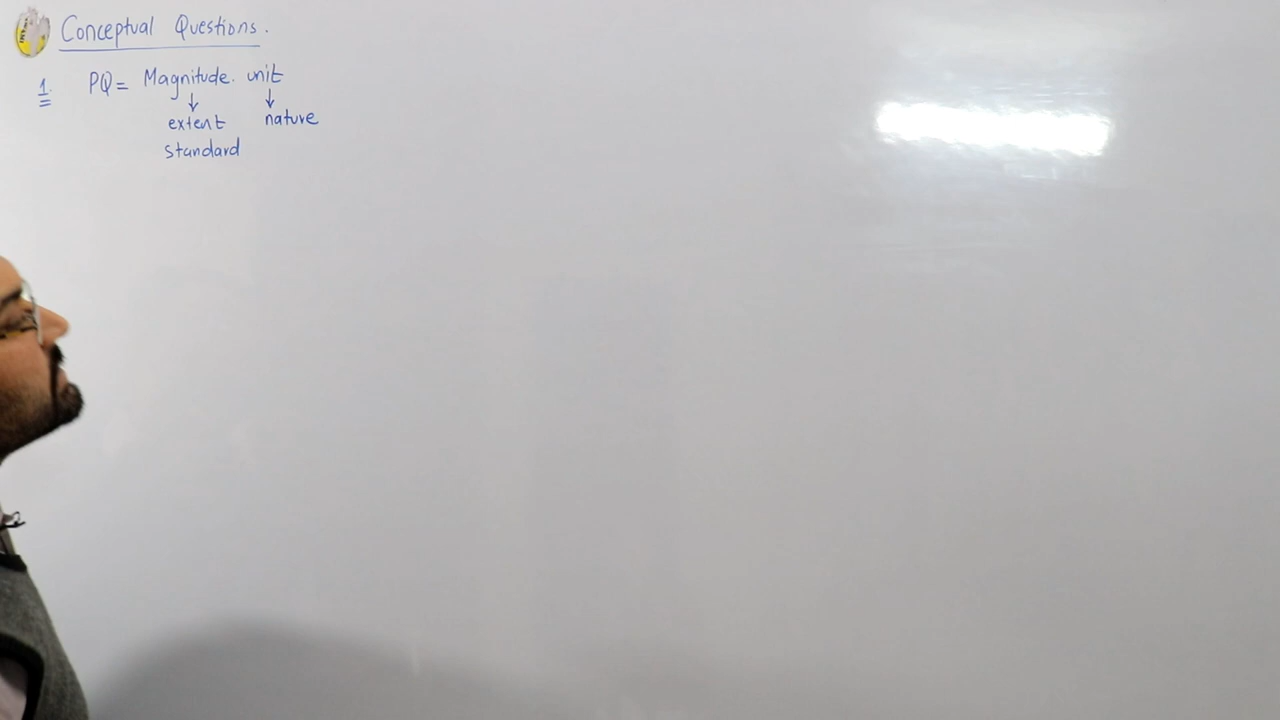 Conceptual Questions.
1. PQ = Magnitude. unit
↓ ↓
extent nature
standard